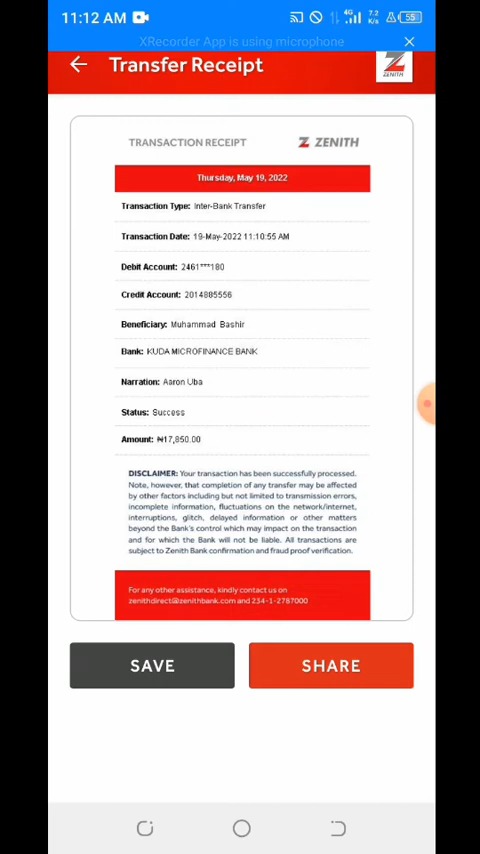 11:12 AM 4G 7.2 K/s 55
XRecorder App is using microphone
Transfer Receipt
ZENITH
TRANSACTION RECEIPT ZENITH
Thursday, May 19, 2022
Transaction Type: Inter-Bank Transfer
Transaction Date: 19-May-2022 11:10:55 AM
Debit Account: 2461***180
Credit Account: 2014885556
Beneficiary: Muhammad Bashir
Bank: KUDA MICROFINANCE BANK
Narration: Aaron Uba
Status: Success
Amount: ₦17,850.00
DISCLAIMER: Your transaction has been successfully processed.
Note, however, that completion of any transfer may be affected
by other factors including but not limited to transmission errors,
incomplete information, fluctuations on the network/internet,
interruptions, glitch, delayed information or other matters
beyond the Bank's control which may impact on the transaction
and for which the Bank will not be liable. All transactions are
subject to Zenith Bank confirmation and fraud proof verification.
For any other assistance, kindly contact us on
zenithdirect@zenithbank.com and 234-1-2787000
SAVE SHARE